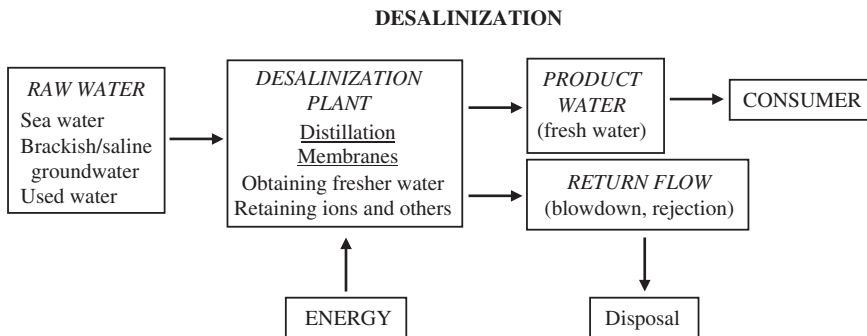 DESALINIZATION
RAW WATER
Sea water
Brackish/saline
groundwater
Used water
DESALINIZATION
PLANT
Distillation
Membranes
Obtaining fresher water
Retaining ions and others
PRODUCT
WATER
(fresh water)
CONSUMER
RETURN FLOW
(blowdown, rejection)
ENERGY
Disposal